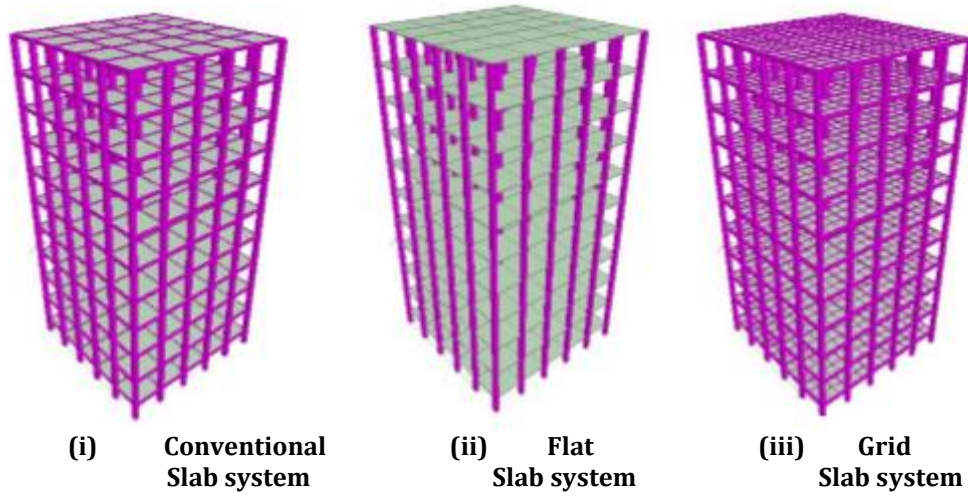 (i) Conventional
Slab system
(ii) Flat
Slab system
(iii) Grid
Slab system